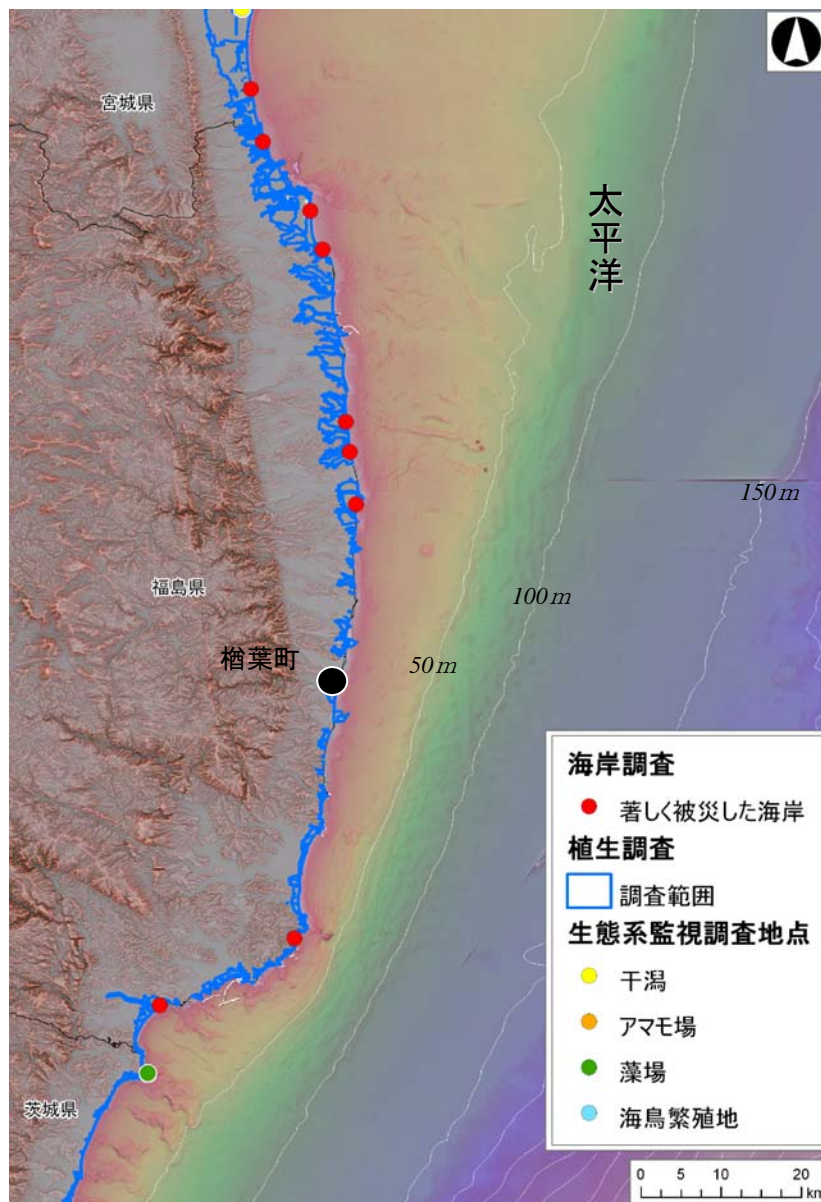 宮城県
太平洋
150 m
福島県
100 m
楢葉町
50 m
海岸調査
著しく被災した海岸
植生調査
調査範囲
生態系監視調査地点
干潟
アマモ場
藻場
海鳥繁殖地
茨城県
0 5 10 20
km